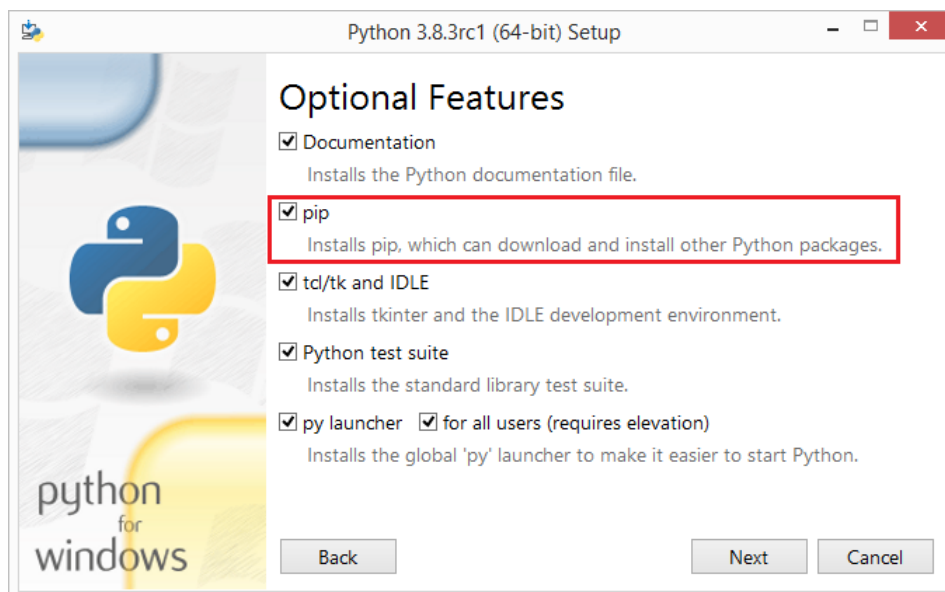 Python 3.8.3rc1 (64-bit) Setup
Optional Features
Documentation
Installs the Python documentation file.
pip
Installs pip, which can download and install other Python packages.
tcl/tk and IDLE
Installs tkinter and the IDLE development environment.
Python test suite
Installs the standard library test suite.
py launcher for all users (requires elevation)
Installs the global 'py' launcher to make it easier to start Python.
python
for
windows
Back Next Cancel